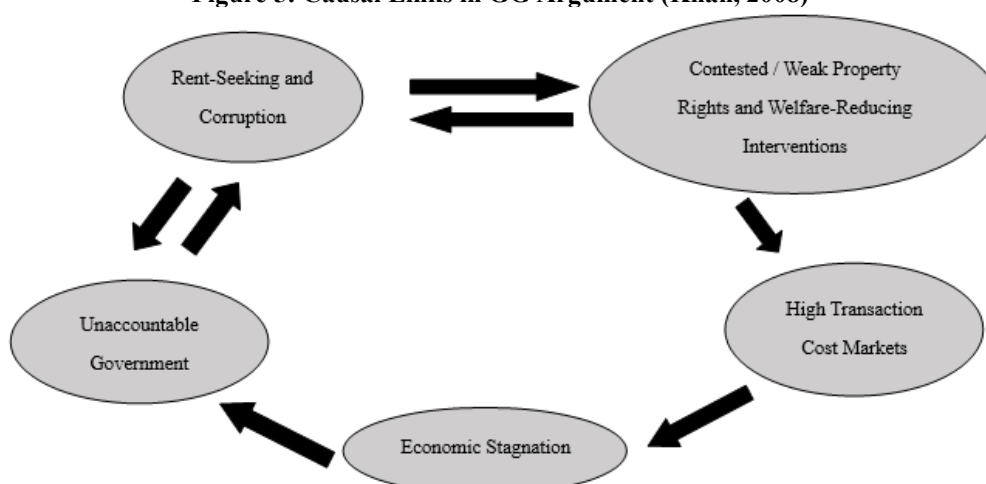 Figure 3: Causal Links in GG Argument (Khan, 2008)
Rent-Seeking and
Corruption
Contested / Weak Property
Rights and Welfare-Reducing
Interventions
Unaccountable
Government
High Transaction
Cost Markets
Economic Stagnation